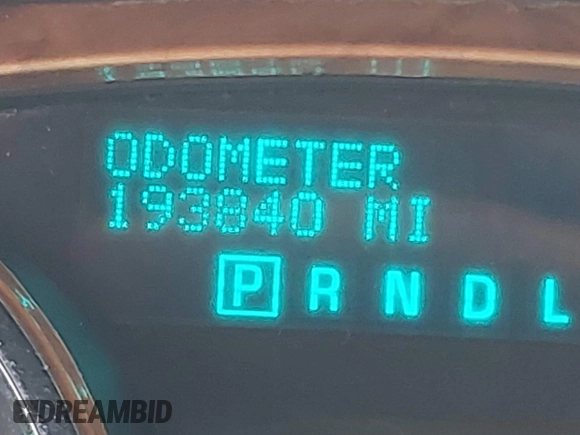 ODOMETER
193840 MI
P R N D L
DREAMBID